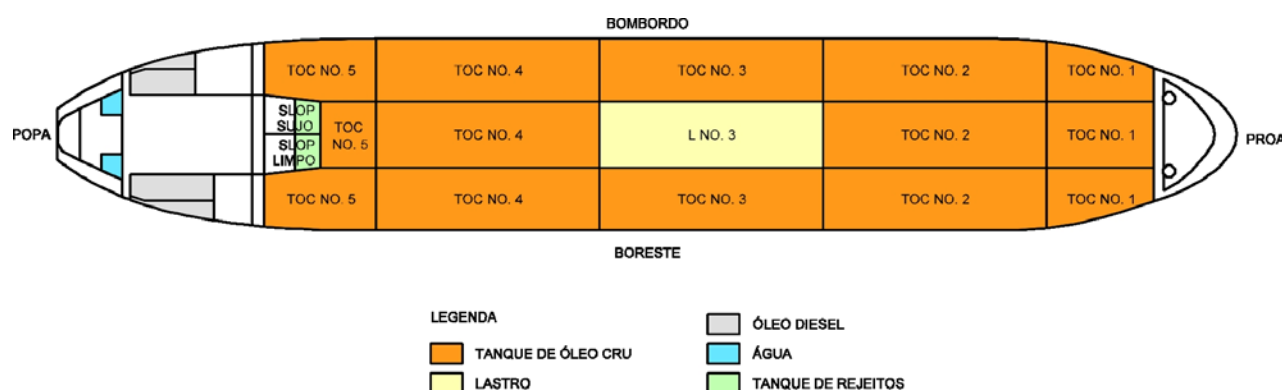 BOMBORDO
TOC NO. 5
TOC NO. 4
TOC NO. 3
TOC NO. 2
TOC NO. 1
POPA
SLOP
SUJO
SLOP
LIMPO
TOC
NO. 5
TOC NO. 4
L NO. 3
TOC NO. 2
TOC NO. 1
PROA
TOC NO. 5
TOC NO. 4
TOC NO. 3
TOC NO. 2
TOC NO. 1
BORESTE
LEGENDA
TANQUE DE ÓLEO CRU
LASTRO
ÓLEO DIESEL
ÁGUA
TANQUE DE REJEITOS